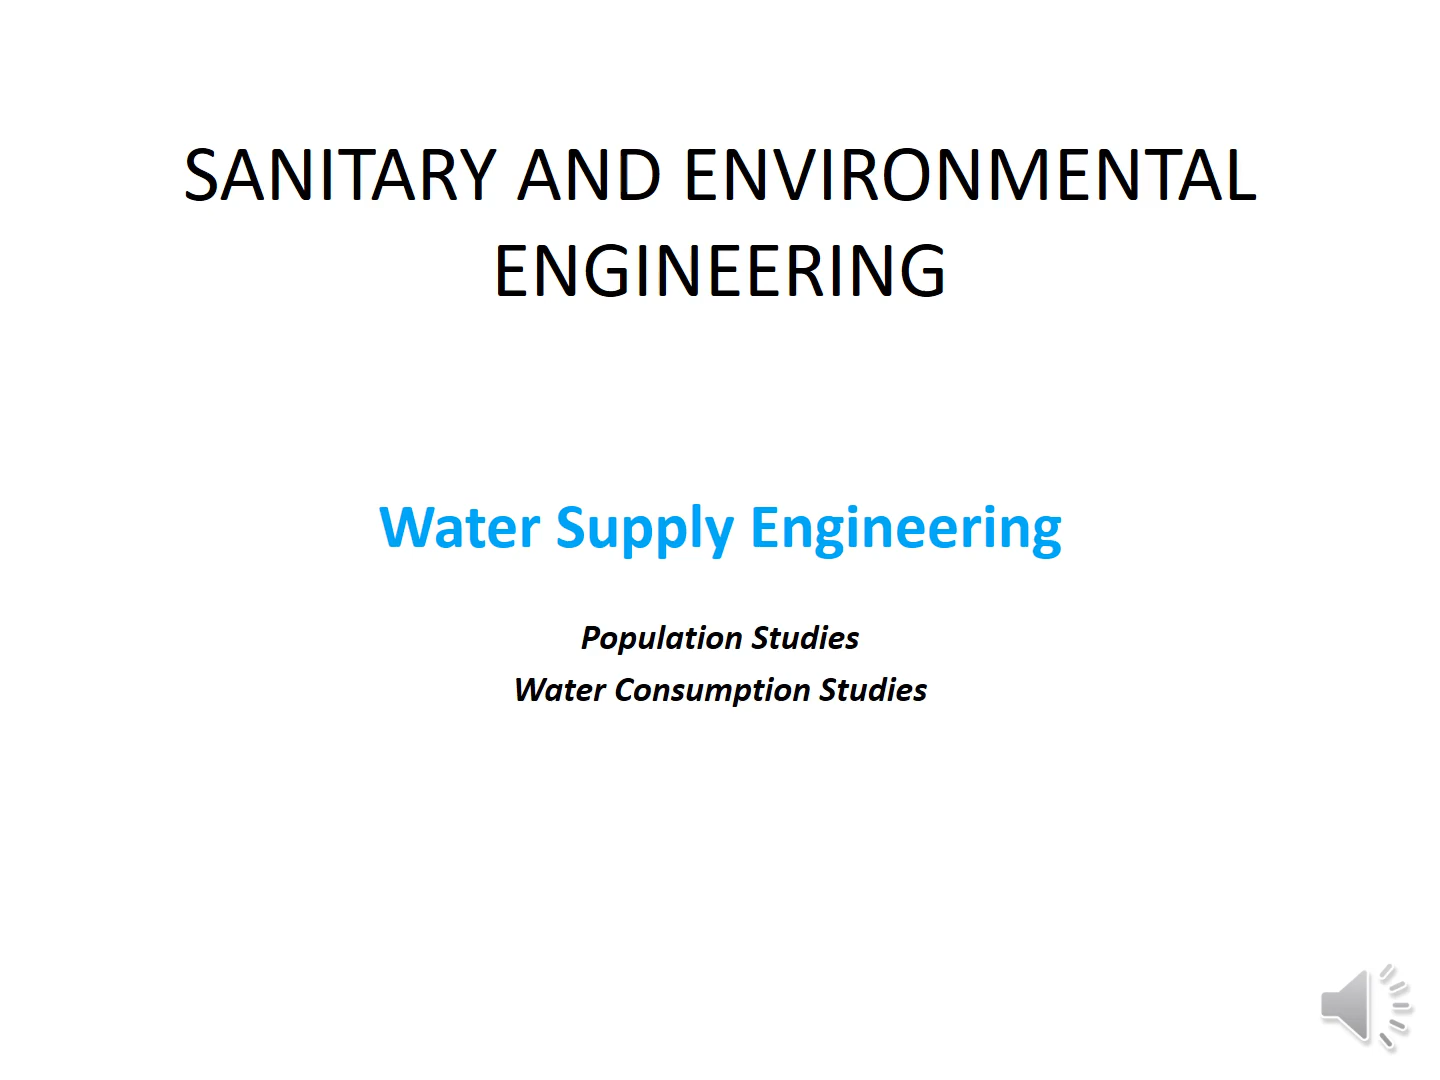 SANITARY AND ENVIRONMENTAL
ENGINEERING
Water Supply Engineering
Population Studies
Water Consumption Studies